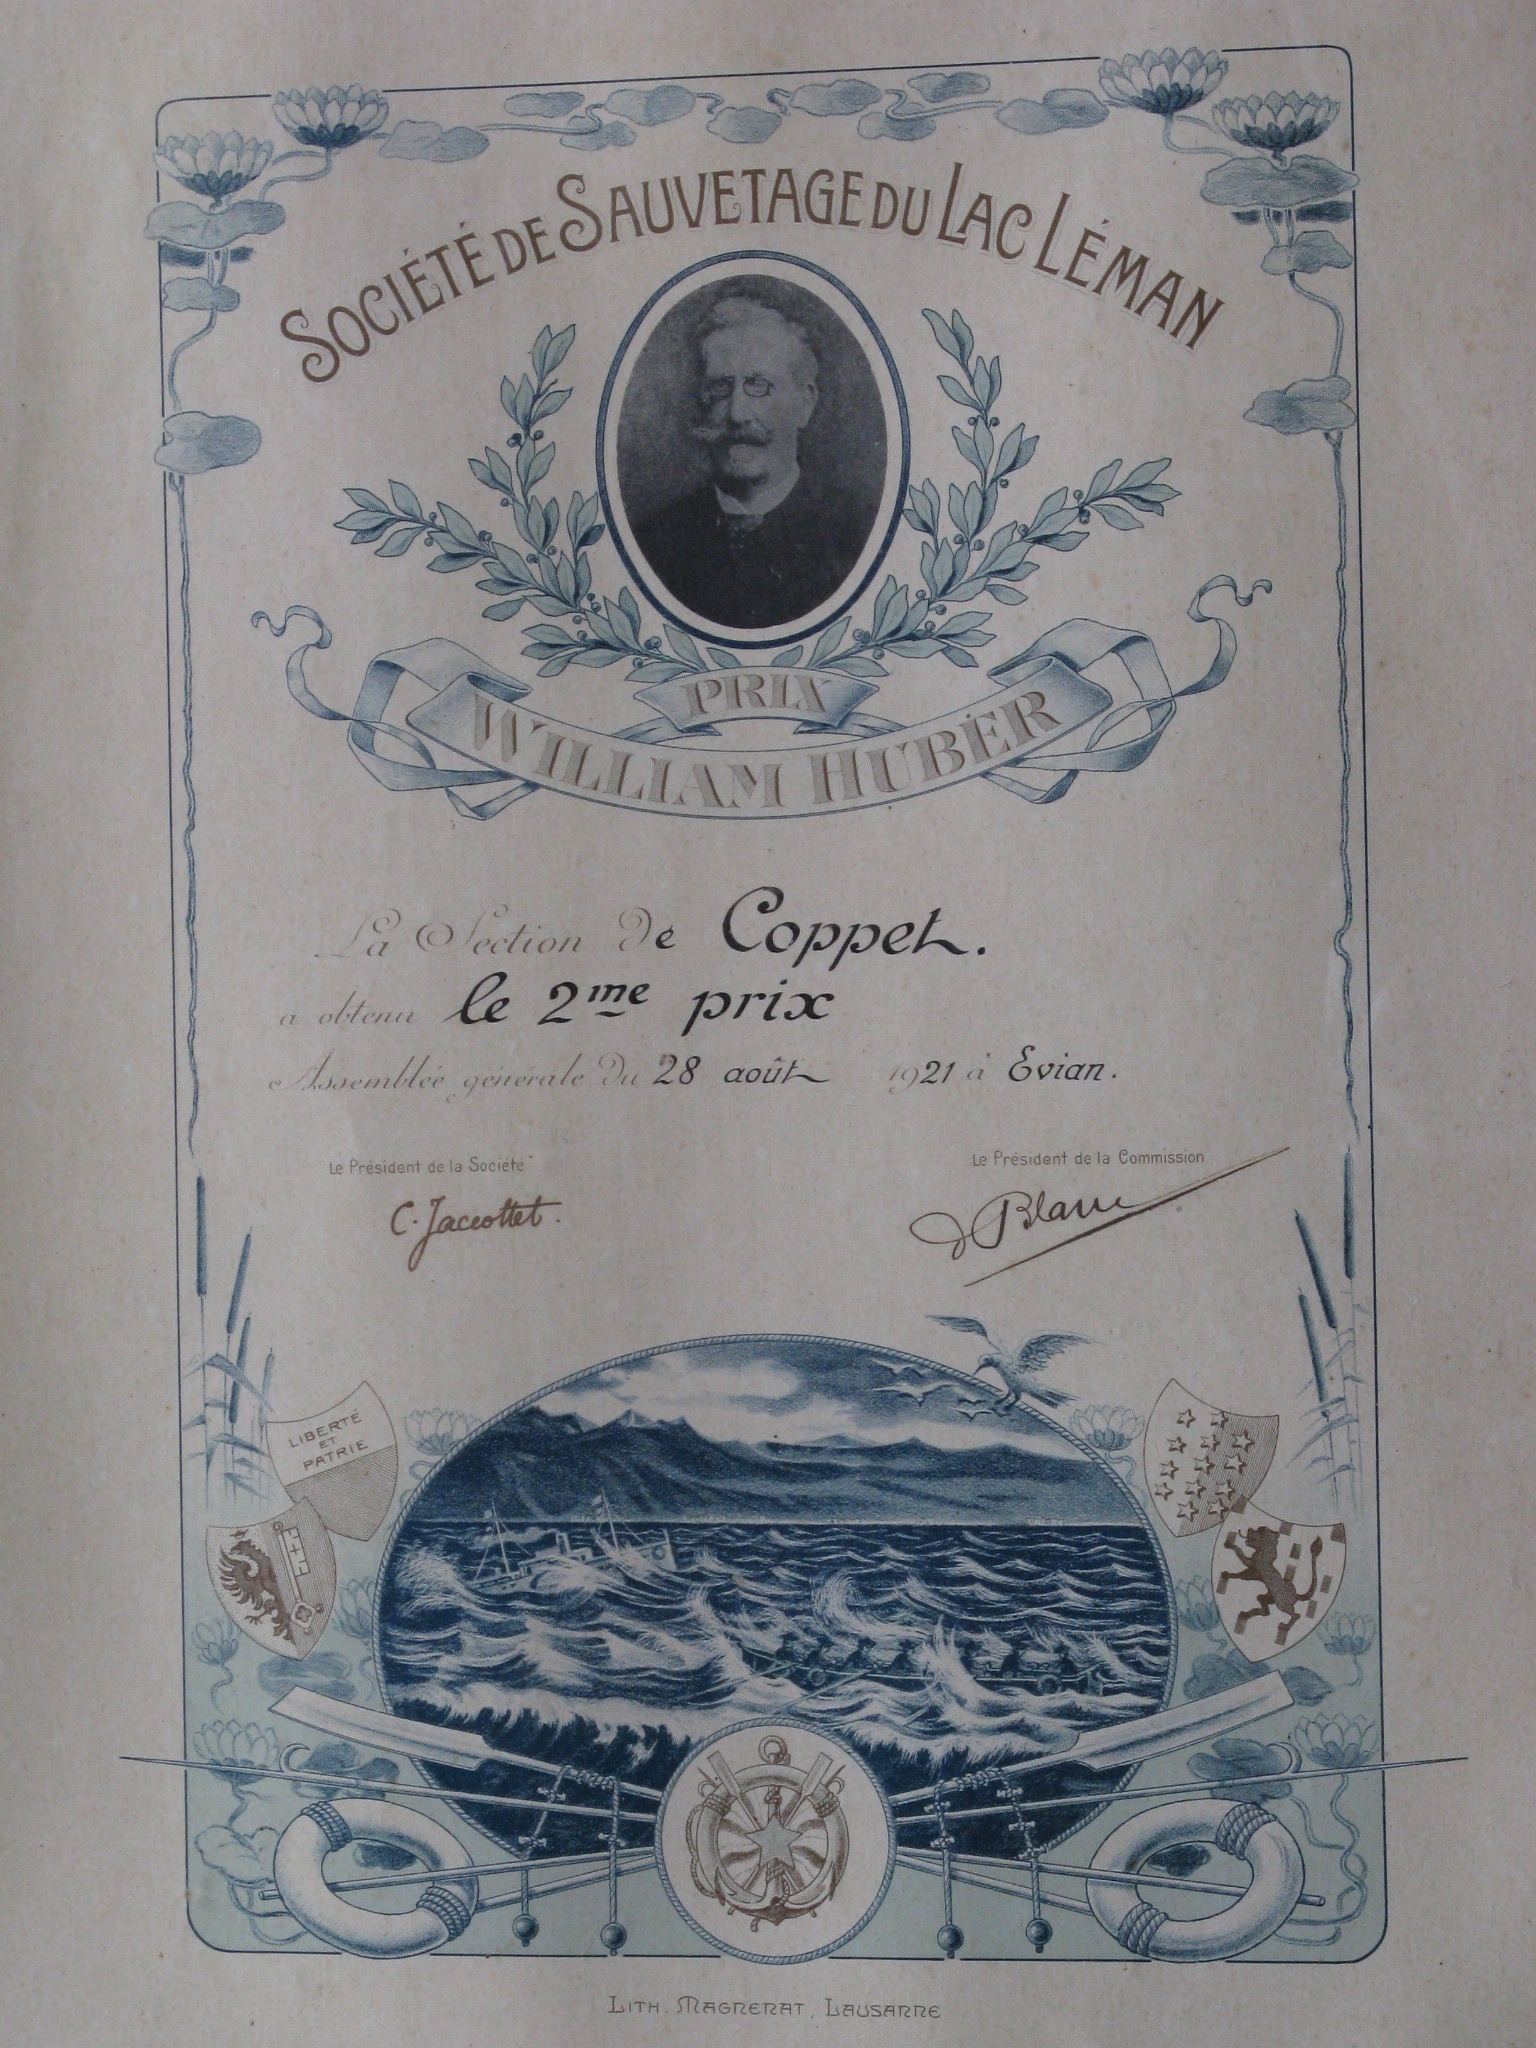 SOCIÉTÉ DE SAUVETAGE DU LAC LÉMAN
PRIX
WILLIAM HUBER
La Section de Coppet.
a obtenu le 2me prix
Assemblée générale du 28 août 1921 à Evian.
Le Président de la Société
Le Président de la Commission
C. Jaccottet.
Blanc
LIBERTÉ
ET
PATRIE
LITH. MAGNENAT, LAUSANNE